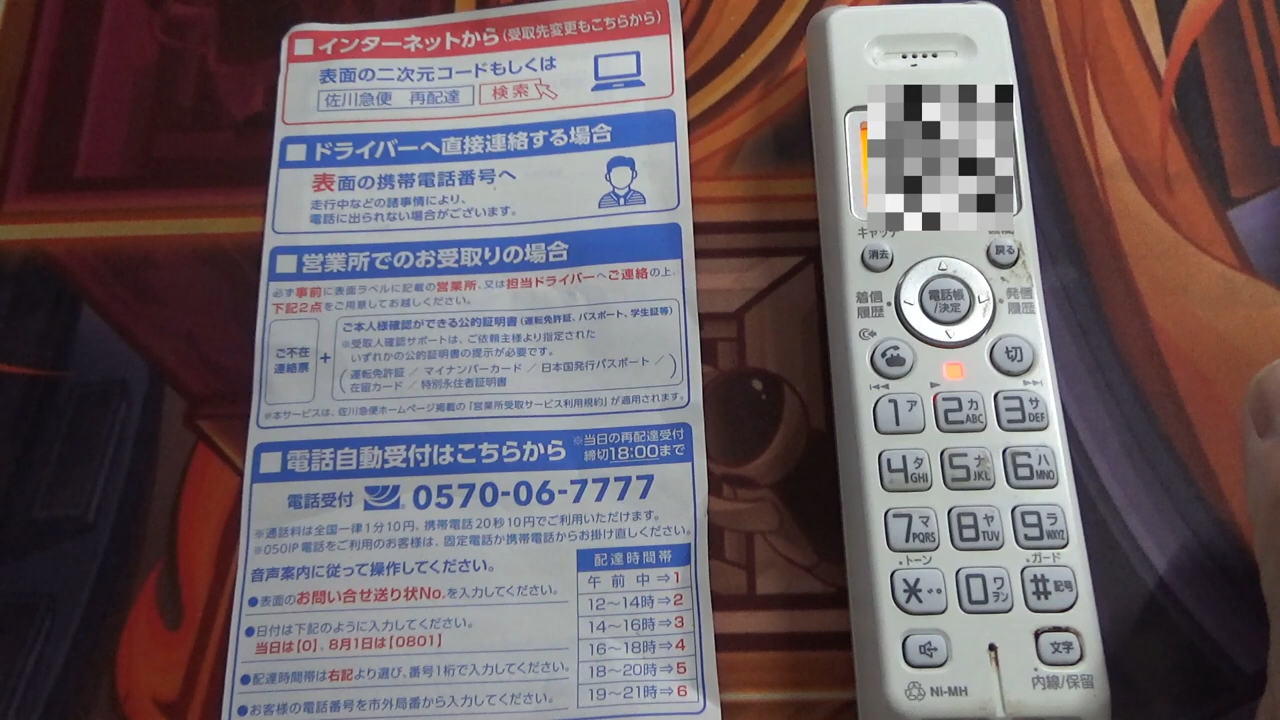 ■インターネットから(受取先変更もこちらから)
表面の二次元コードもしくは
佐川急便 再配達 検索
■ドライバーへ直接連絡する場合
表面の携帯電話番号へ
走行中などの諸事情により、
電話に出られない場合がございます。
■営業所でのお受取りの場合
必ず事前に表面ラベルに記載の営業所、又は担当ドライバーへご連絡の上、
下記2点をご用意してお越しください。
ご不在
連絡票
+
ご本人様確認ができる公的証明書(運転免許証、パスポート、学生証等)
※受取人確認サポートは、ご依頼主様より指定された
いずれかの公的証明書の提示が必要です。
(運転免許証 / マイナンバーカード / 日本国発行パスポート /
在留カード / 特別永住者証明書)
※本サービスは、佐川急便ホームページ掲載の「営業所受取サービス利用規約」が適用されます。
■電話自動受付はこちらから
※当日の再配達受付
締切18:00まで
電話受付 0570-06-7777
※通話料は全国一律1分10円、携帯電話20秒10円でご利用いただけます。
※050IP電話をご利用のお客様は、固定電話か携帯電話からお掛け直しください。
音声案内に従って操作してください。
●表面のお問い合せ送り状No.を入力してください。
●日付は下記のように入力してください。
当日は【0】、8月1日は【0801】
●配達時間帯は右記より選び、番号1桁で入力してください。
●お客様の電話番号を市外局番から入力してください。
配達時間帯
午前中⇒1
12~14時⇒2
14~16時⇒3
16~18時⇒4
18~20時⇒5
19~21時⇒6
キャッチ
消去
戻る
着信
履歴
電話帳
/決定
発信
履歴
切
1ア
2カABC
3サDEF
4タGHI
5ナJKL
6ハMNO
7マPQRS
8ヤTUV
9ラWXYZ
・トーン
・ガード
*
0ワヲン
#記号
文字
内線/保留
NI-MH